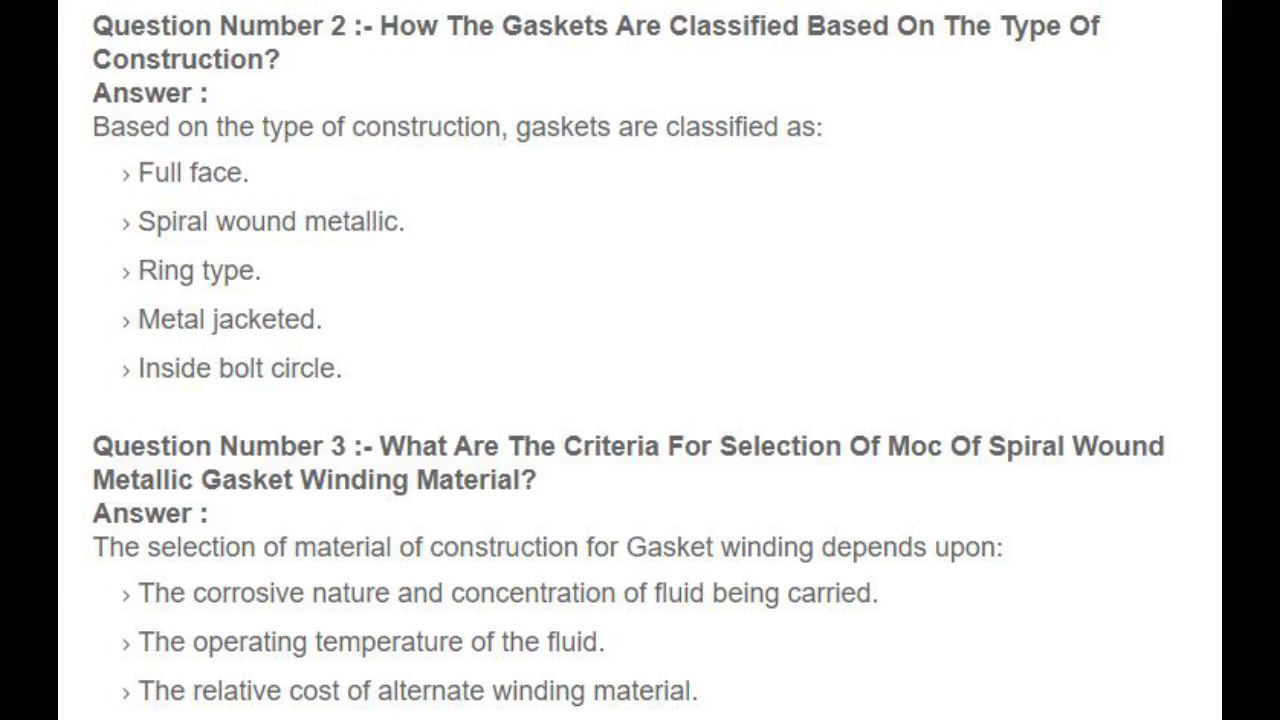 Question Number 2 :- How The Gaskets Are Classified Based On The Type Of
Construction?
Answer :
Based on the type of construction, gaskets are classified as:
› Full face.
› Spiral wound metallic.
› Ring type.
› Metal jacketed.
› Inside bolt circle.
Question Number 3 :- What Are The Criteria For Selection Of Moc Of Spiral Wound
Metallic Gasket Winding Material?
Answer :
The selection of material of construction for Gasket winding depends upon:
› The corrosive nature and concentration of fluid being carried.
› The operating temperature of the fluid.
› The relative cost of alternate winding material.